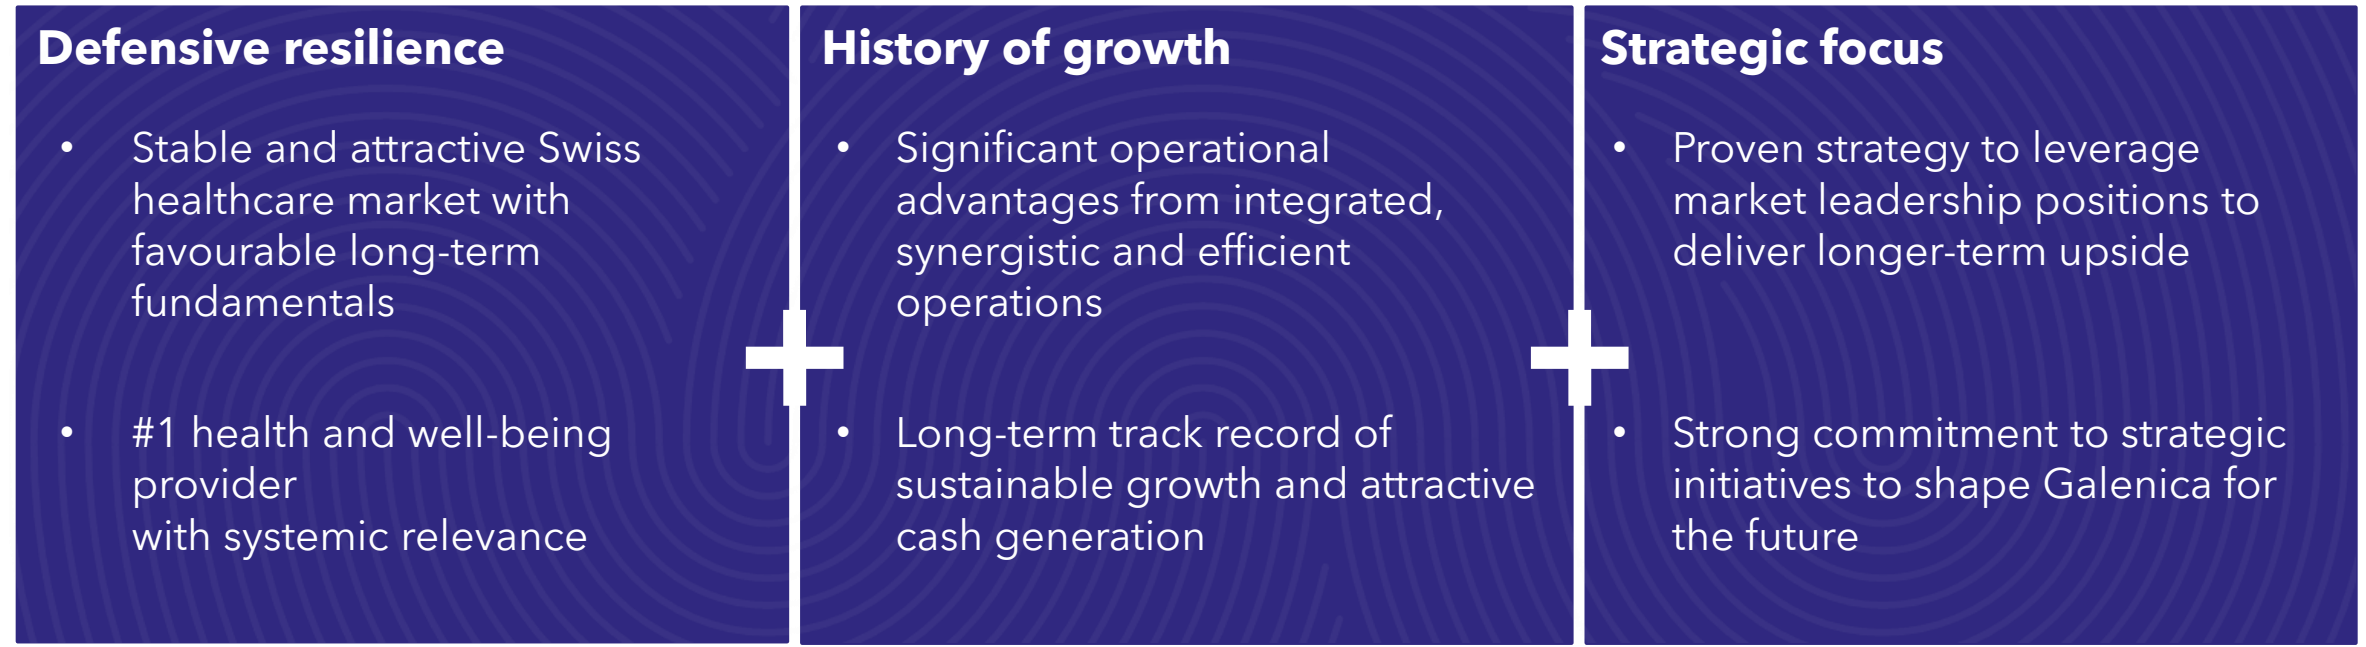 Defensive resilience
• Stable and attractive Swiss
healthcare market with
favourable long-term
fundamentals
• #1 health and well-being
provider
with systemic relevance
History of growth
• Significant operational
advantages from integrated,
synergistic and efficient
operations
• Long-term track record of
sustainable growth and attractive
cash generation
Strategic focus
• Proven strategy to leverage
market leadership positions to
deliver longer-term upside
• Strong commitment to strategic
initiatives to shape Galenica for
the future